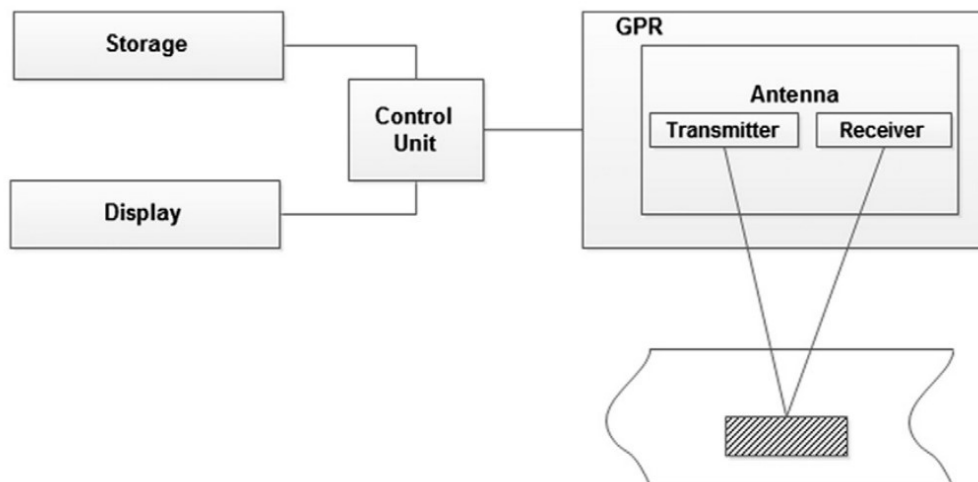 Storage
Control
Unit
Display
GPR
Antenna
Transmitter
Receiver